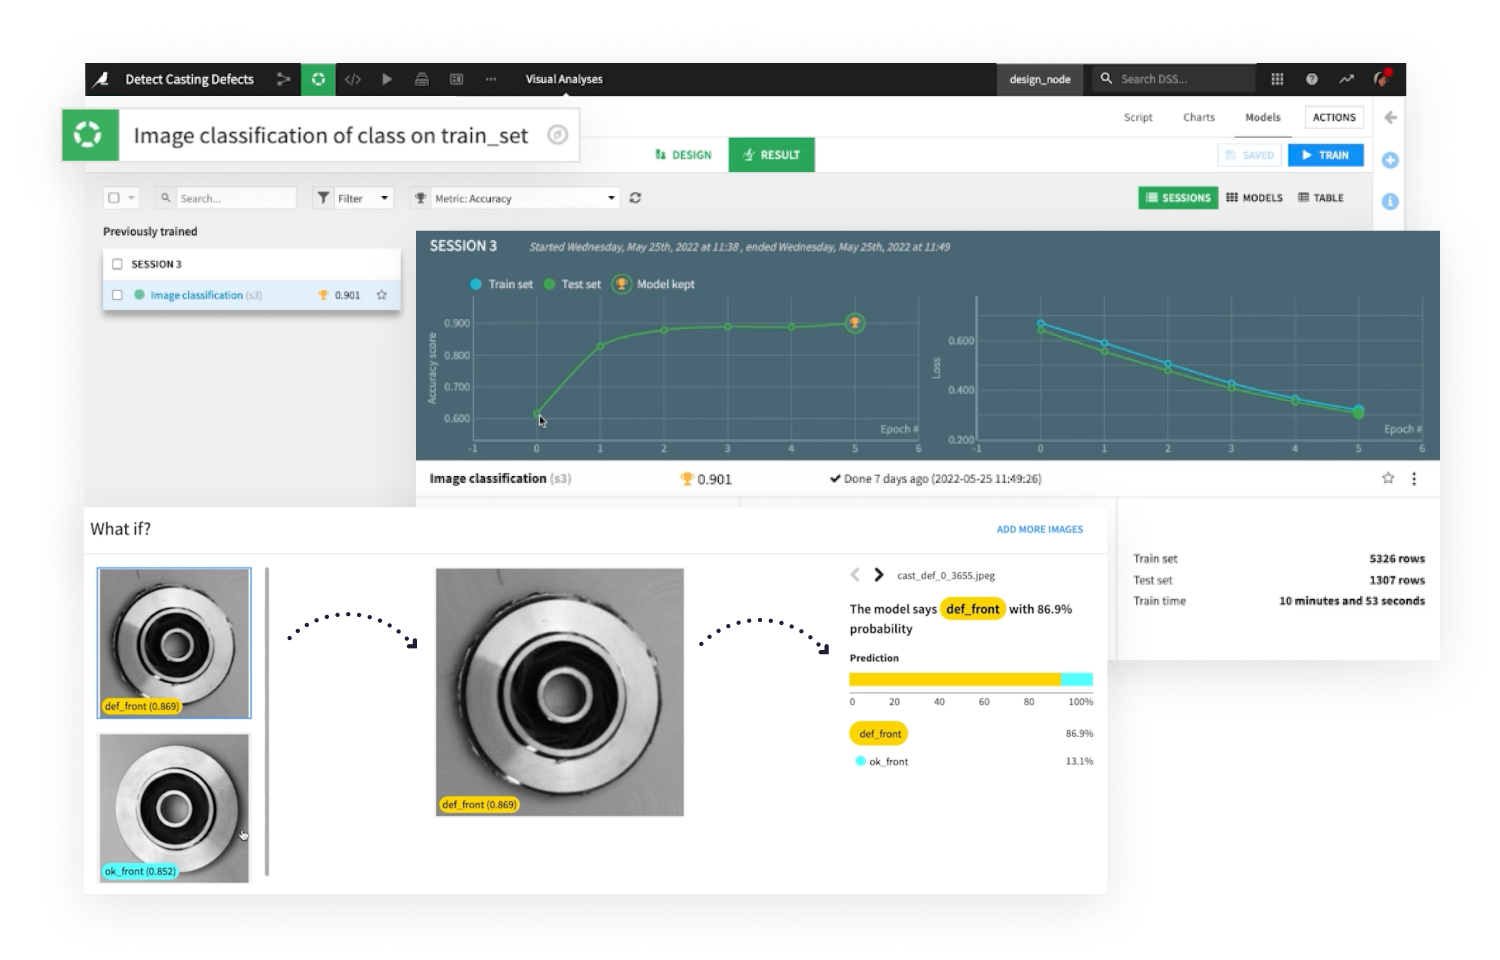 Detect Casting Defects
</>
Visual Analyses
design_node
Search DSS...
Image classification of class on train_set
Script Charts Models ACTIONS
DESIGN RESULT SAVED TRAIN
Search... Filter Metric: Accuracy SESSIONS MODELS TABLE
Previously trained
SESSION 3
Image classification (s3) 0.901
SESSION 3 Started Wednesday, May 25th, 2022 at 11:38 , ended Wednesday, May 25th, 2022 at 11:49
Train set Test set Model kept
Accuracy score
0.900
0.800
0.700
0.600
Epoch #
-1 0 1 2 3 4 5 6
Loss
0.600
0.400
0.200
Epoch #
-1 0 1 2 3 4 5 6
Image classification (s3) 0.901 Done 7 days ago (2022-05-25 11:49:26)
Train set 5326 rows
Test set 1307 rows
Train time 10 minutes and 53 seconds
What if? ADD MORE IMAGES
def_front (0.869)
ok_front (0.852)
def_front (0.869)
cast_def_0_3655.jpeg
The model says def_front with 86.9%
probability
Prediction
0 20 40 60 80 100%
def_front 86.9%
ok_front 13.1%